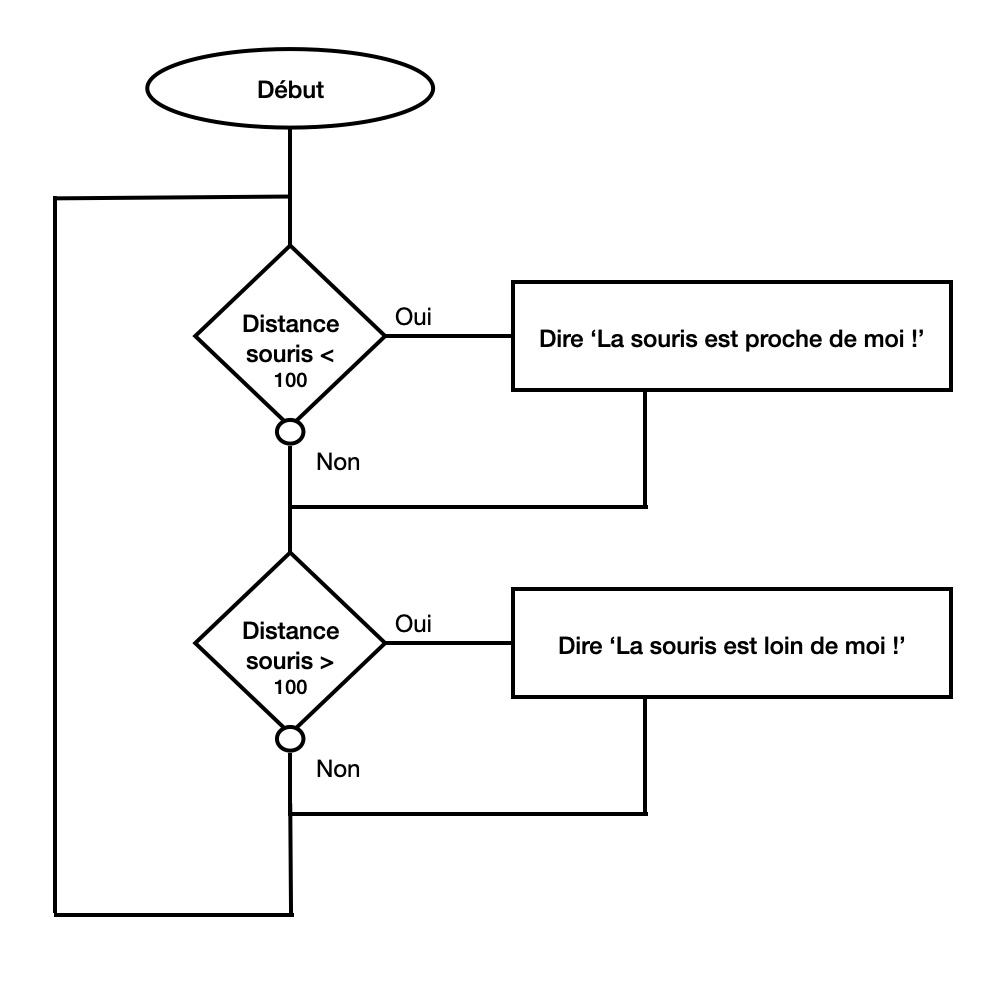 Début
Distance
souris <
100
Oui
Dire ‘La souris est proche de moi !’
Non
Distance
souris >
100
Oui
Dire ‘La souris est loin de moi !’
Non